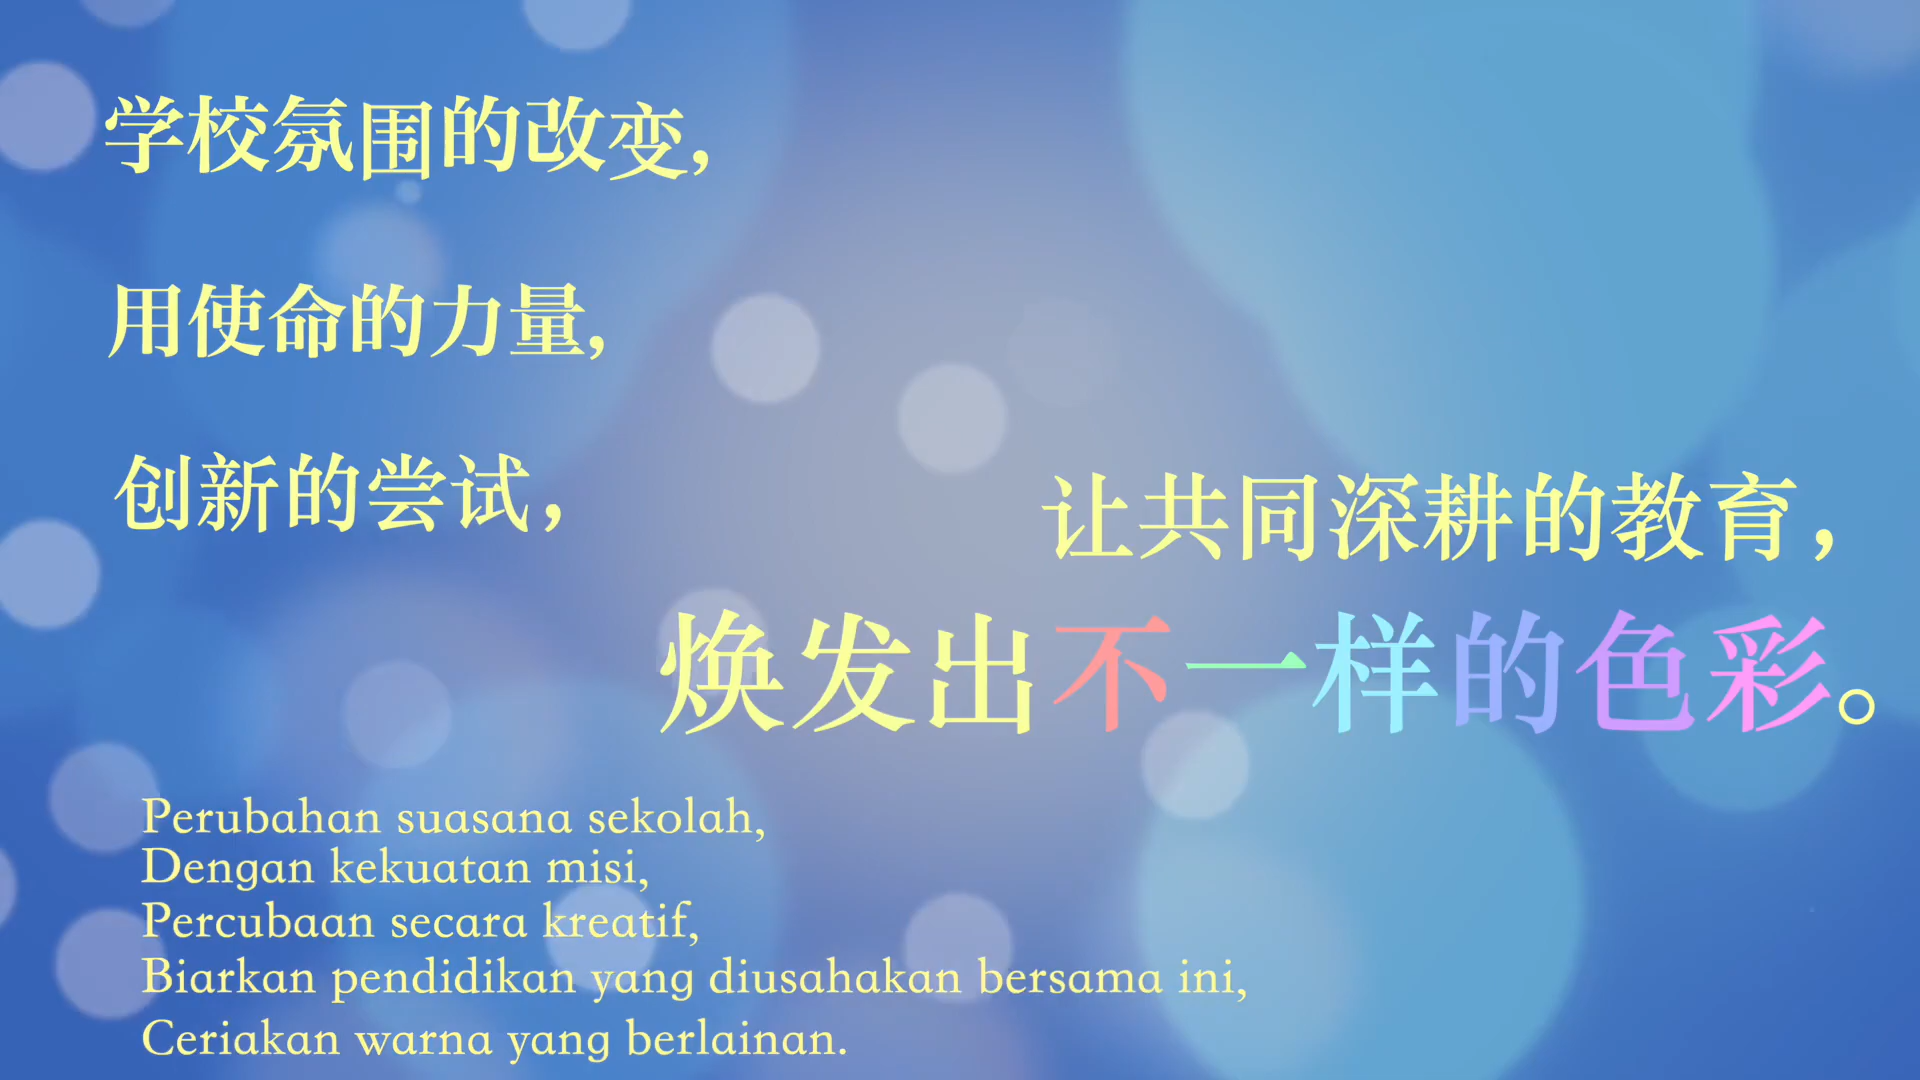 学校氛围的改变，
用使命的力量，
创新的尝试，
让共同深耕的教育，
焕发出不一样的色彩。
Perubahan suasana sekolah,
Dengan kekuatan misi,
Percubaan secara kreatif,
Biarkan pendidikan yang diusahakan bersama ini,
Ceriakan warna yang berlainan.